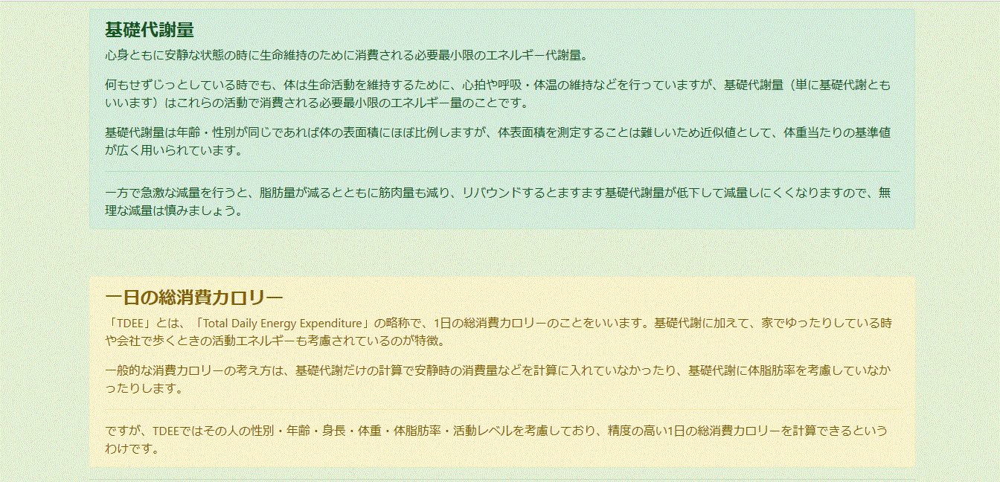 基礎代謝量
心身ともに安静な状態の時に生命維持のために消費される必要最小限のエネルギー代謝量。
何もせずじっとしている時でも、体は生命活動を維持するために、心拍や呼吸・体温の維持などを行っていますが、基礎代謝量（単に基礎代謝とも
いいます）はこれらの活動で消費される必要最小限のエネルギー量のことです。
基礎代謝量は年齢・性別が同じであれば体の表面積にほぼ比例しますが、体表面積を測定することは難しいため近似値として、体重当たりの基準値
が広く用いられています。
一方で急激な減量を行うと、脂肪量が減るとともに筋肉量も減り、リバウンドするとますます基礎代謝量が低下して減量しにくくなりますので、無
理な減量は慎みましょう。
一日の総消費カロリー
「TDEE」とは、「Total Daily Energy Expenditure」の略称で、1日の総消費カロリーのことをいいます。基礎代謝に加えて、家でゆったりしている時
や会社で歩くときの活動エネルギーも考慮されているのが特徴。
一般的な消費カロリーの考え方は、基礎代謝だけの計算で安静時の消費量などを計算に入れていなかったり、基礎代謝に体脂肪率を考慮していなか
ったりします。
ですが、TDEEではその人の性別・年齢・身長・体重・体脂肪率・活動レベルを考慮しており、精度の高い1日の総消費カロリーを計算できるという
わけです。